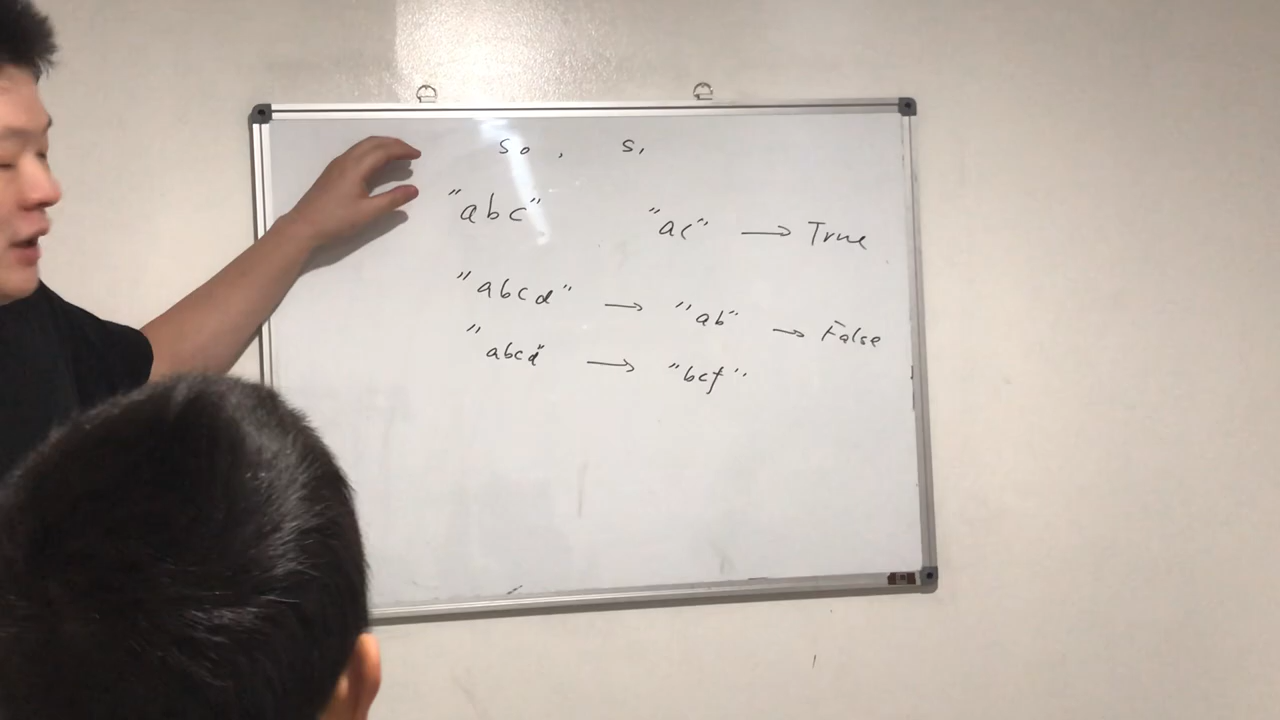 s0 , s1
"abc" "ac" → True
"abcd" → "ab" → False
"abcd" → "bcf"